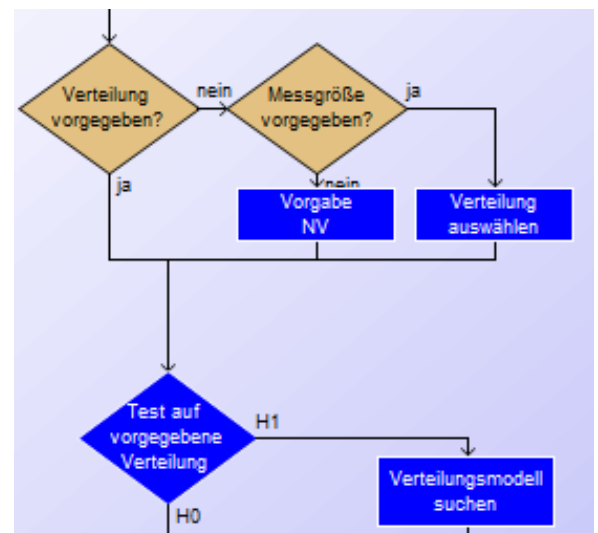 Verteilung
vorgegeben?
nein
Messgröße
vorgegeben?
ja
ja
nein
Vorgabe
NV
Verteilung
auswählen
Test auf
vorgegebene
Verteilung
H1
Verteilungsmodell
suchen
H0